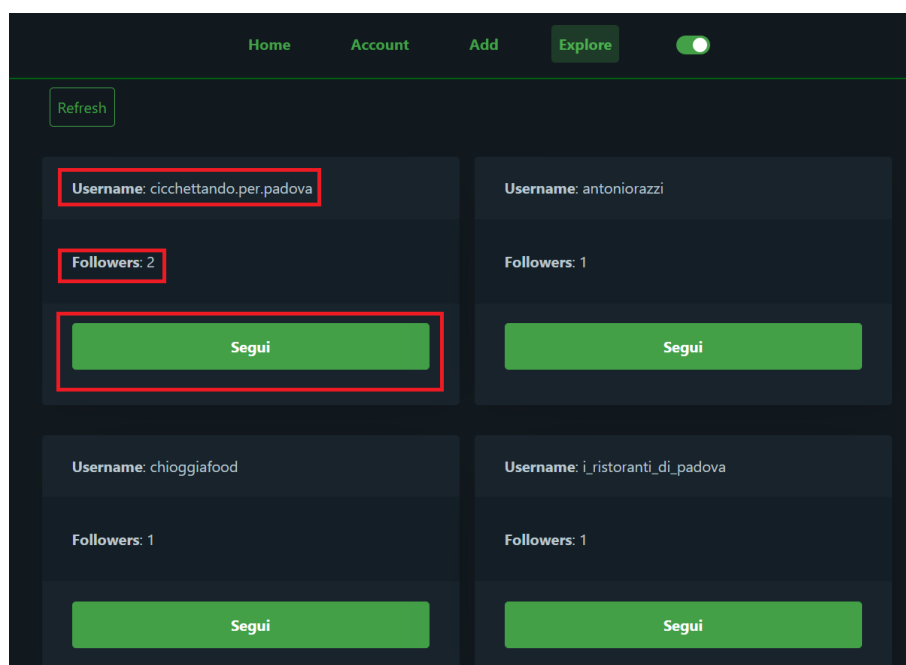 Home Account Add Explore
Refresh
Username: cicchettando.per.padova
Followers: 2
Segui
Username: antoniorazzi
Followers: 1
Segui
Username: chioggiafood
Followers: 1
Segui
Username: i_ristoranti_di_padova
Followers: 1
Segui